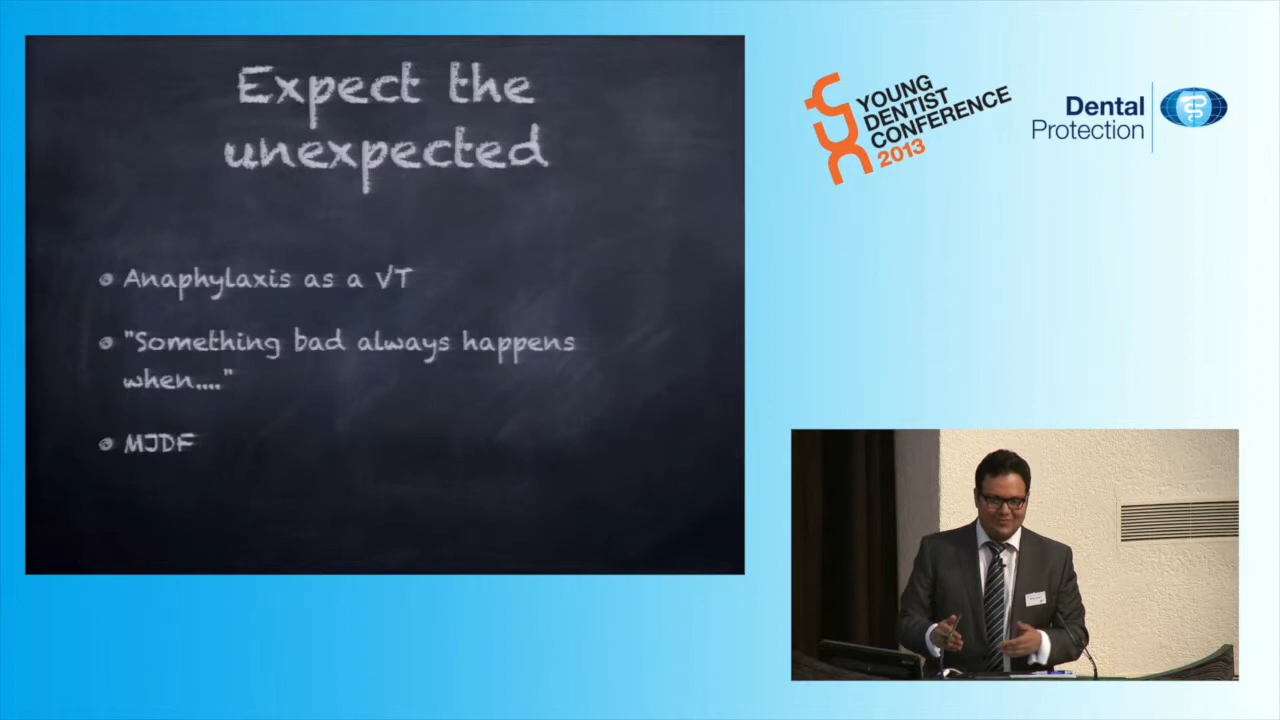 Expect the
unexpected
Anaphylaxis as a VT
"Something bad always happens
when...."
MJDF
YOUNG
DENTIST
CONFERENCE
2013
Dental
Protection